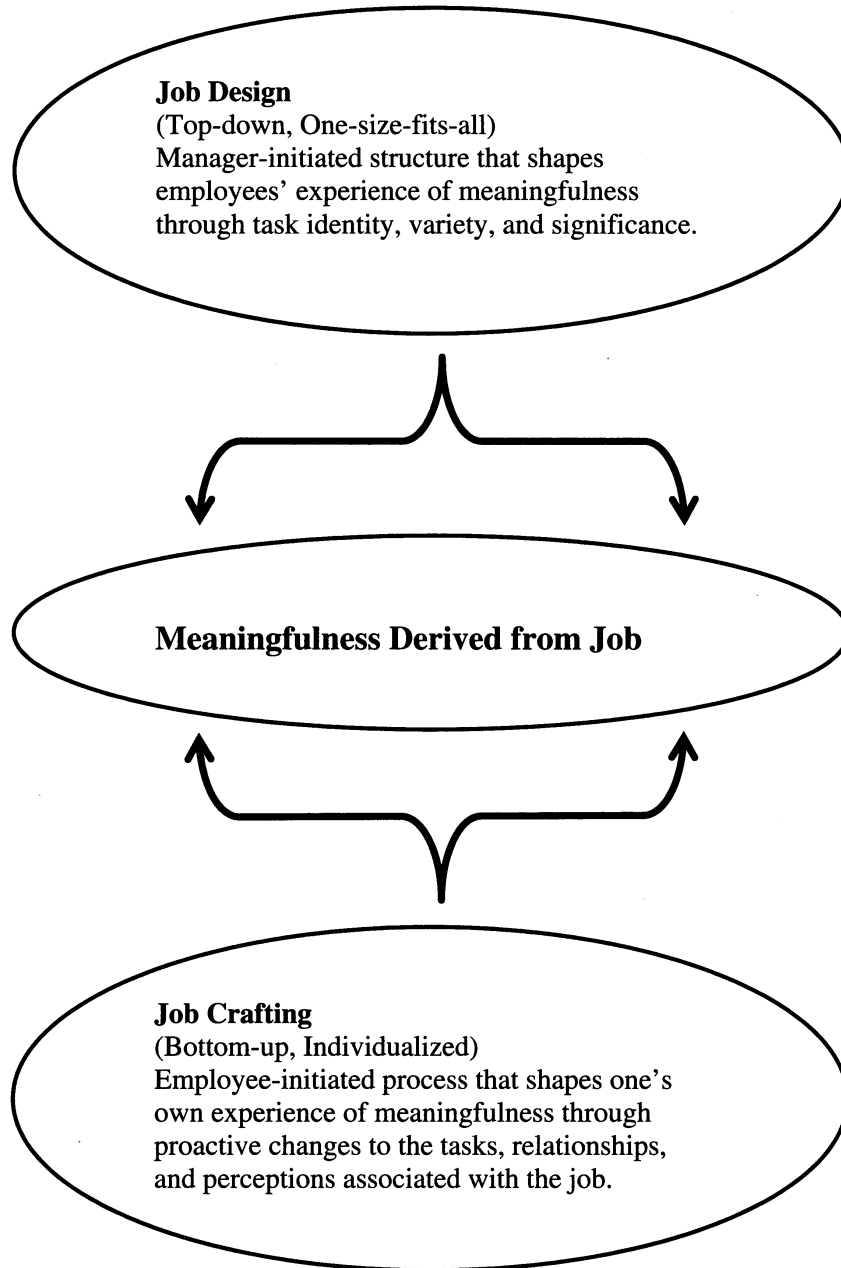 Job Design
(Top-down, One-size-fits-all)
Manager-initiated structure that shapes
employees’ experience of meaningfulness
through task identity, variety, and significance.
Meaningfulness Derived from Job
Job Crafting
(Bottom-up, Individualized)
Employee-initiated process that shapes one’s
own experience of meaningfulness through
proactive changes to the tasks, relationships,
and perceptions associated with the job.